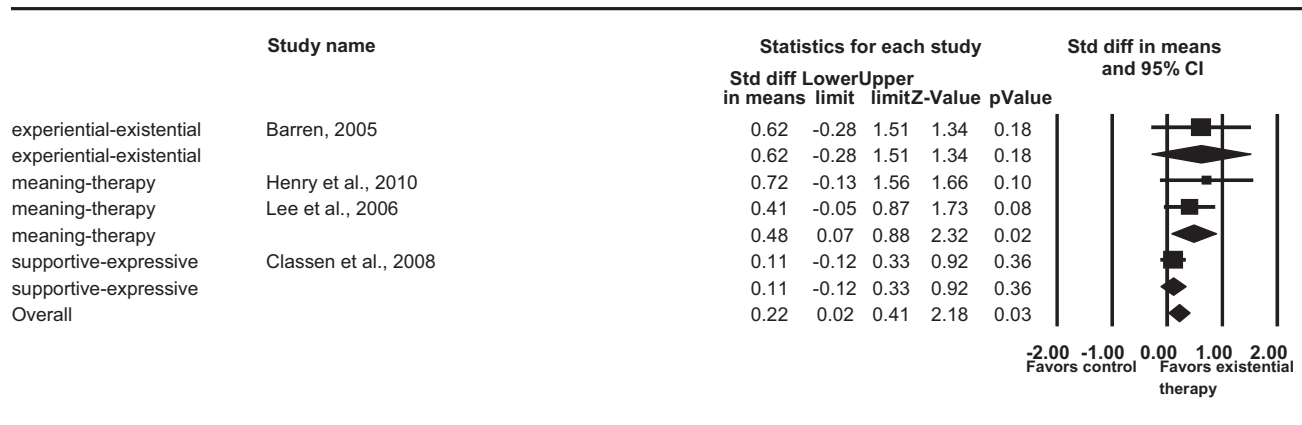 Study name Statistics for each study Std diff in means
and 95% CI
Std diff LowerUpper
in means limit limitZ-Value pValue
experiential-existential Barren, 2005 0.62 -0.28 1.51 1.34 0.18
experiential-existential 0.62 -0.28 1.51 1.34 0.18
meaning-therapy Henry et al., 2010 0.72 -0.13 1.56 1.66 0.10
meaning-therapy Lee et al., 2006 0.41 -0.05 0.87 1.73 0.08
meaning-therapy 0.48 0.07 0.88 2.32 0.02
supportive-expressive Classen et al., 2008 0.11 -0.12 0.33 0.92 0.36
supportive-expressive 0.11 -0.12 0.33 0.92 0.36
Overall 0.22 0.02 0.41 2.18 0.03
-2.00 -1.00 0.00 1.00 2.00
Favors control Favors existential
therapy